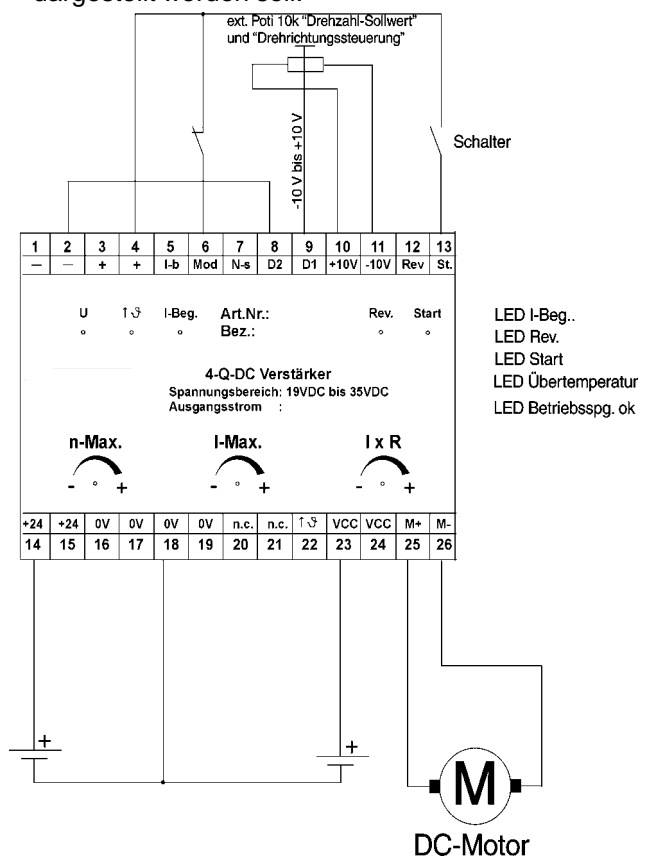 ext. Poti 10k "Drehzahl-Sollwert"
und "Drehrichtungssteuerung"
-10 V bis +10 V
Schalter
1 2 3 4 5 6 7 8 9 10 11 12 13
— — + + I-b Mod N-s D2 D1 +10V -10V Rev St.
U ↑ϑ I-Beg. Art.Nr.: Rev. Start
Bez.:
LED I-Beg..
LED Rev.
LED Start
LED Übertemperatur
LED Betriebsspg. ok
4-Q-DC Verstärker
Spannungsbereich: 19VDC bis 35VDC
Ausgangsstrom :
n-Max. I-Max. I x R
- + - + - +
+24 +24 0V 0V 0V 0V n.c. n.c. ↑ϑ VCC VCC M+ M-
14 15 16 17 18 19 20 21 22 23 24 25 26
+ +
M
DC-Motor